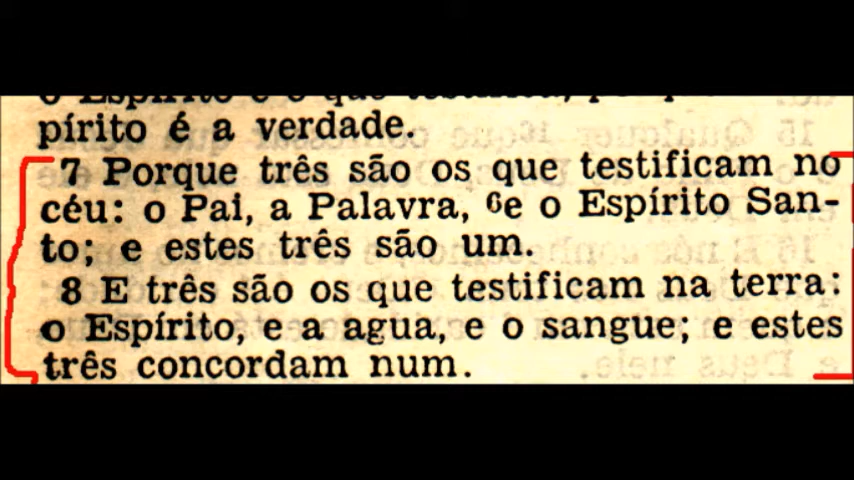 pírito é a verdade.
7 Porque três são os que testificam no
céu: o Pai, a Palavra, 6e o Espírito San-
to; e estes três são um.
8 E três são os que testificam na terra:
o Espírito, e a agua, e o sangue; e estes
três concordam num.